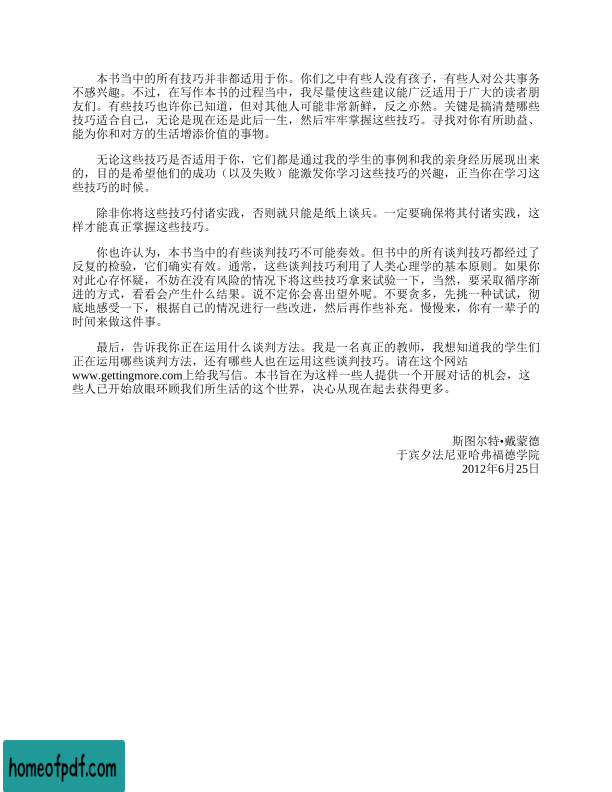 本书当中的所有技巧并非都适用于你。你们之中有些人没有孩子，有些人对公共事务
不感兴趣。不过，在写作本书的过程当中，我尽量使这些建议能广泛适用于广大的读者朋
友们。有些技巧也许你已知道，但对其他人可能非常新鲜，反之亦然。关键是搞清楚哪些
技巧适合自己，无论是现在还是此后一生，然后牢牢掌握这些技巧。寻找对你有所助益、
能为你和对方的生活增添价值的事物。
无论这些技巧是否适用于你，它们都是通过我的学生的事例和我的亲身经历展现出来
的，目的是希望他们的成功（以及失败）能激发你学习这些技巧的兴趣，正当你在学习这
些技巧的时候。
除非你将这些技巧付诸实践，否则就只能是纸上谈兵。一定要确保将其付诸实践，这
样才能真正掌握这些技巧。
你也许认为，本书当中的有些谈判技巧不可能奏效。但书中的所有谈判技巧都经过了
反复的检验，它们确实有效。通常，这些谈判技巧利用了人类心理学的基本原则。如果你
对此心存怀疑，不妨在没有风险的情况下将这些技巧拿来试验一下，当然，要采取循序渐
进的方式，看看会产生什么结果。说不定你会喜出望外呢。不要贪多，先挑一种试试，彻
底地感受一下，根据自己的情况进行一些改进，然后再作些补充。慢慢来，你有一辈子的
时间来做这件事。
最后，告诉我你正在运用什么谈判方法。我是一名真正的教师，我想知道我的学生们
正在运用哪些谈判方法，还有哪些人也在运用这些谈判技巧。请在这个网站
www.gettingmore.com上给我写信。本书旨在为这样一些人提供一个开展对话的机会，这
些人已开始放眼环顾我们所生活的这个世界，决心从现在起去获得更多。
斯图尔特•戴蒙德
于宾夕法尼亚哈弗福德学院
2012年6月25日
homeofpdf.com